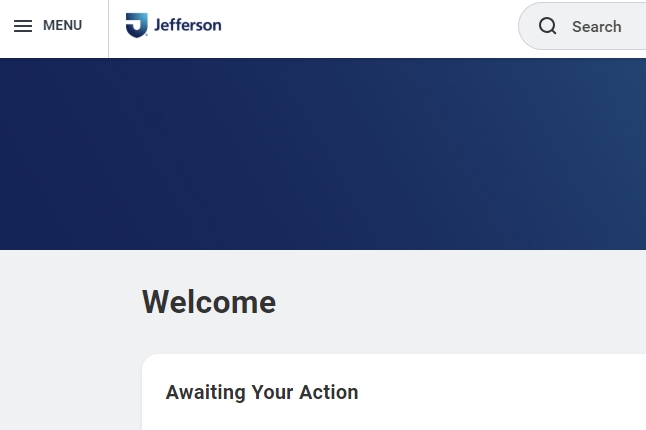 MENU
Jefferson
Search
Welcome
Awaiting Your Action